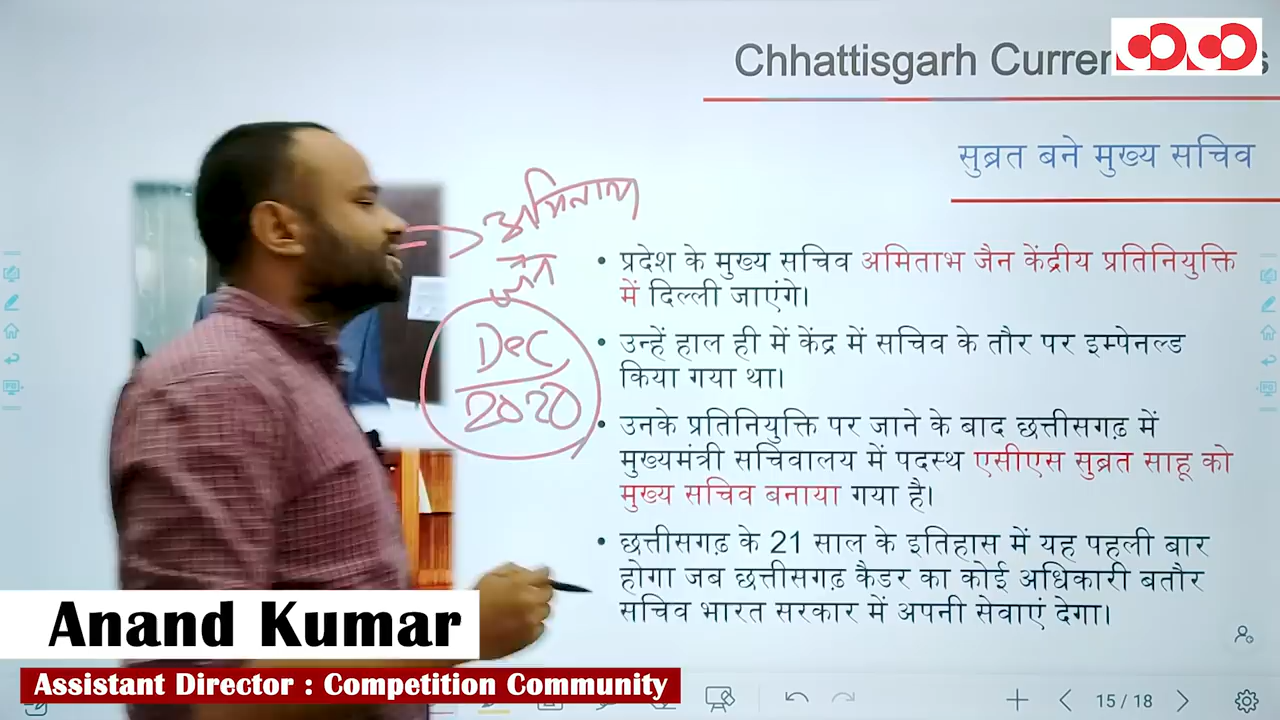 Chhattisgarh Curren
सुब्रत बने मुख्य सचिव
अमिताभ
जैन
Dec
2020
• प्रदेश के मुख्य सचिव अमिताभ जैन केंद्रीय प्रतिनियुक्ति
में दिल्ली जाएंगे।
• उन्हें हाल ही में केंद्र में सचिव के तौर पर इम्पेनल्ड
किया गया था।
• उनके प्रतिनियुक्ति पर जाने के बाद छत्तीसगढ़ में
मुख्यमंत्री सचिवालय में पदस्थ एसीएस सुब्रत साहू को
मुख्य सचिव बनाया गया है।
• छत्तीसगढ़ के 21 साल के इतिहास में यह पहली बार
होगा जब छत्तीसगढ़ कैडर का कोई अधिकारी बतौर
सचिव भारत सरकार में अपनी सेवाएं देगा।
Anand Kumar
Assistant Director : Competition Community
15 / 18